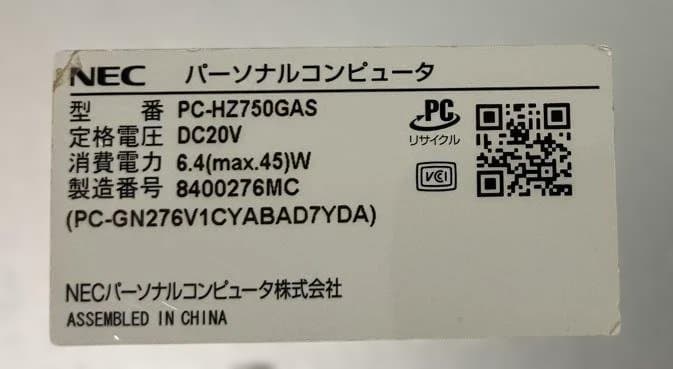 NEC パーソナルコンピュータ
型 番 PC-HZ750GAS
定格電圧 DC20V
消費電力 6.4(max.45)W
製造番号 8400276MC
(PC-GN276V1CYABAD7YDA)
PC
リサイクル
VCI
NECパーソナルコンピュータ株式会社
ASSEMBLED IN CHINA